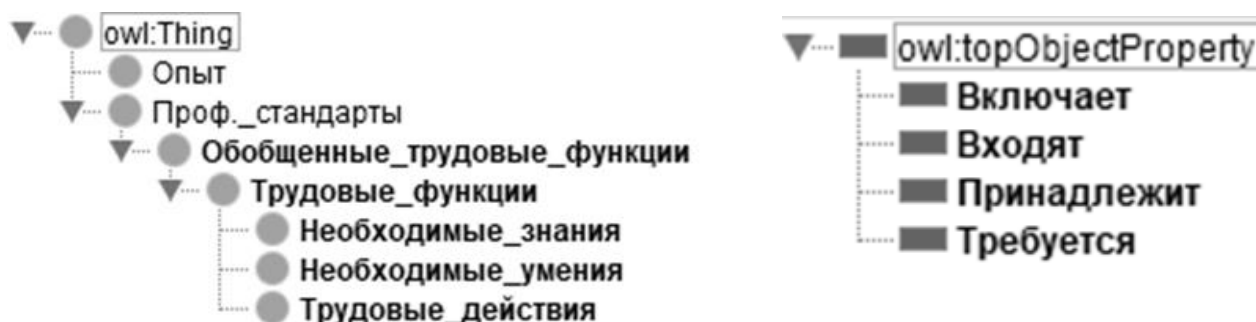 owl:Thing
Опыт
Проф._стандарты
Обобщенные_трудовые_функции
Трудовые_функции
Необходимые_знания
Необходимые_умения
Трудовые_действия
owl:topObjectProperty
Включает
Входят
Принадлежит
Требуется